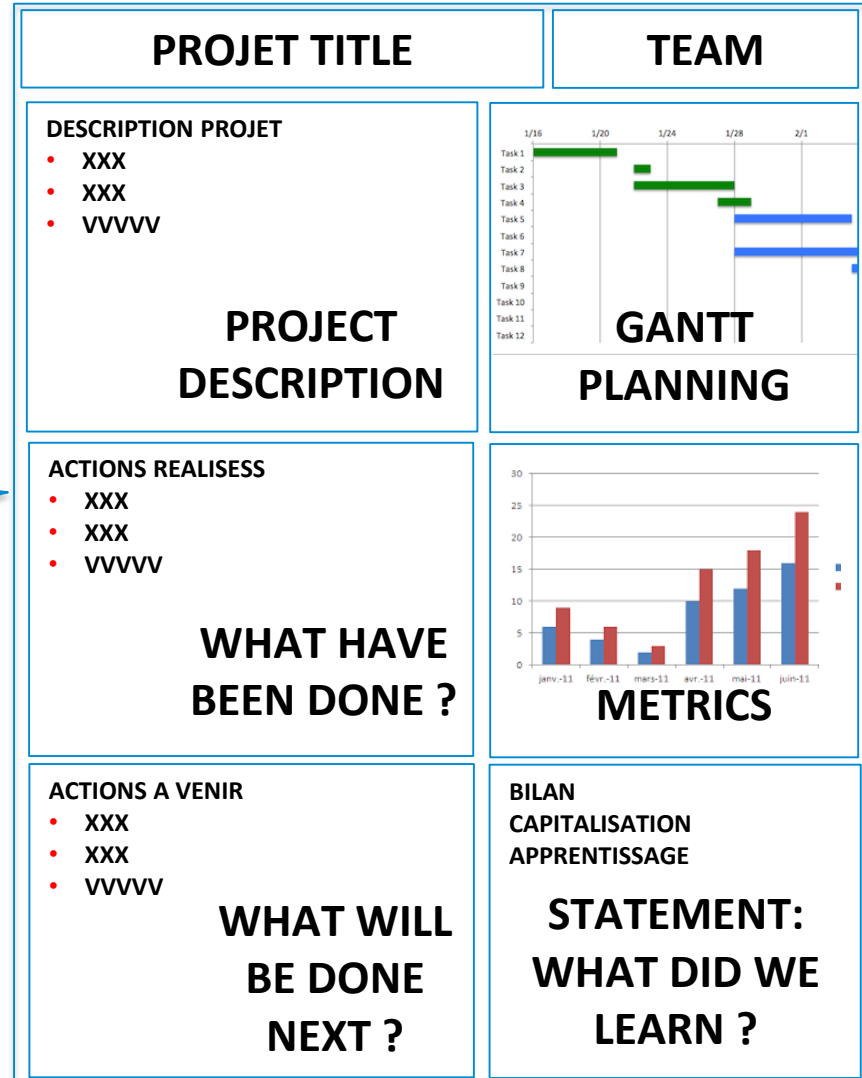 PROJET TITLE
TEAM
DESCRIPTION PROJET
• XXX
• XXX
• VVVVV
PROJECT
DESCRIPTION
1/16 1/20 1/24 1/28 2/1
Task 1
Task 2
Task 3
Task 4
Task 5
Task 6
Task 7
Task 8
Task 9
Task 10
Task 11
Task 12
GANTT
PLANNING
ACTIONS REALISESS
• XXX
• XXX
• VVVVV
WHAT HAVE
BEEN DONE ?
30
25
20
15
10
5
0
janv.-11 févr.-11 mars-11 avr.-11 mai-11 juin-11
METRICS
ACTIONS A VENIR
• XXX
• XXX
• VVVVV
WHAT WILL
BE DONE
NEXT ?
BILAN
CAPITALISATION
APPRENTISSAGE
STATEMENT:
WHAT DID WE
LEARN ?